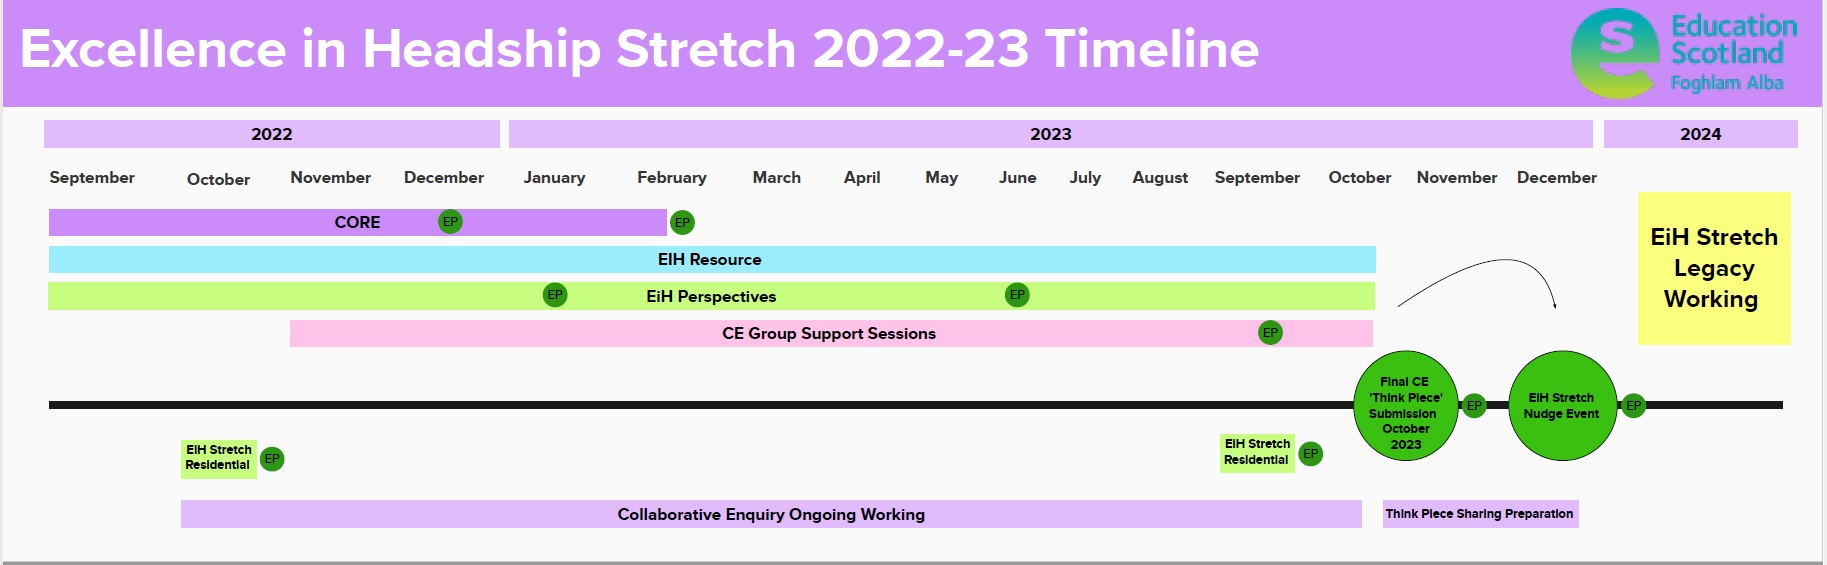 Excellence in Headship Stretch 2022-23 Timeline
Education
Scotland
Foghlam Alba
2022
2023
2024
September October November December January February March April May June July August September October November December
CORE
EP
EP
EIH Resource
EP
EiH Perspectives
EP
CE Group Support Sessions
EP
EiH Stretch
Legacy
Working
Final CE
'Think Piece'
Submission
October
2023
EP
EiH Stretch
Nudge Event
EP
EiH Stretch
Residential
EP
EiH Stretch
Residential
EP
Collaborative Enquiry Ongoing Working
Think Piece Sharing Preparation